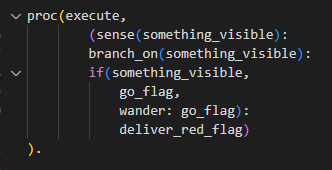 proc(execute,
(sense(something_visible):
branch_on(something_visible):
if(something_visible,
go_flag,
wander: go_flag):
deliver_red_flag)
).